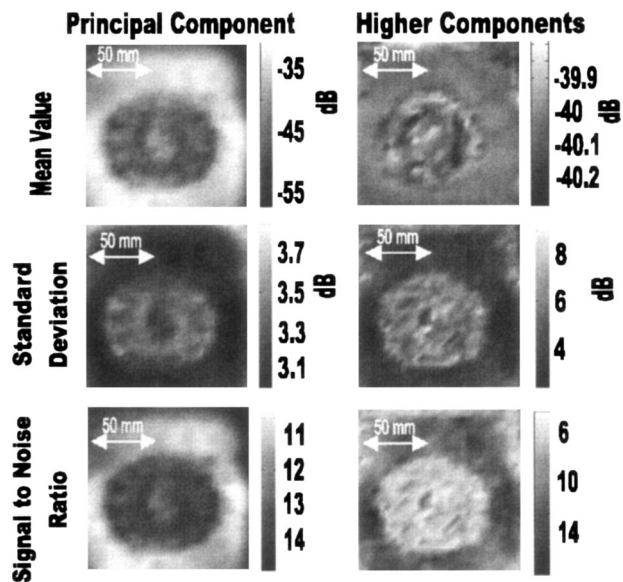 Principal Component
Higher Components
Mean Value
50 mm
-35
-45
-55
dB
50 mm
-39.9
-40
-40.1
-40.2
dB
Standard
Deviation
50 mm
3.7
3.5
3.3
3.1
dB
50 mm
8
6
4
dB
Signal to Noise
Ratio
50 mm
11
12
13
14
50 mm
6
10
14